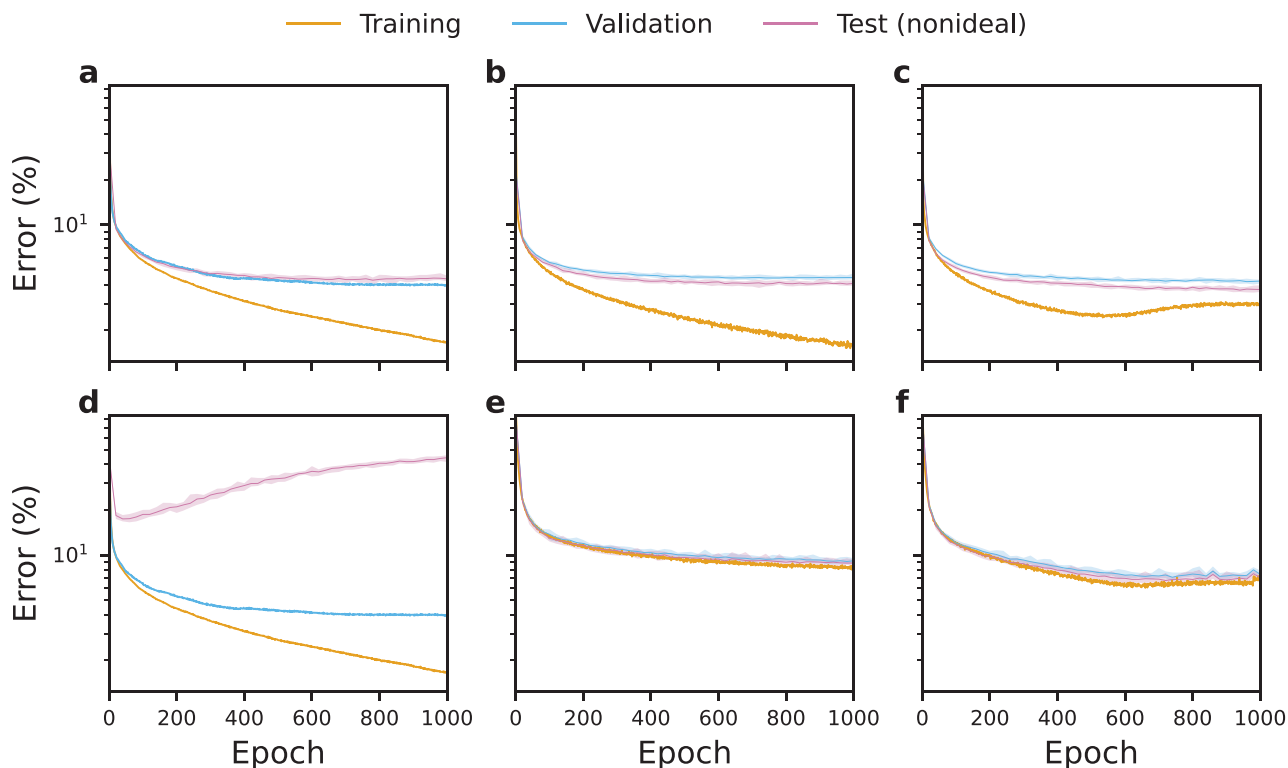 Training Validation Test (nonideal)
a b c
Error (%)
10¹
d e f
Error (%)
10¹
0 200 400 600 800 1000 0 200 400 600 800 1000 0 200 400 600 800 1000
Epoch Epoch Epoch